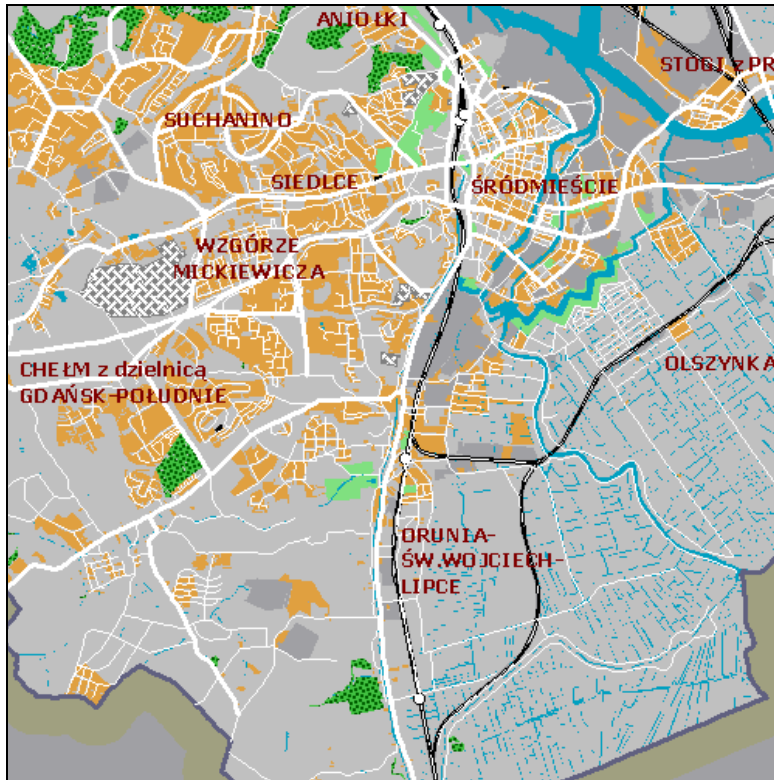 ANIOŁKI
STOGI z PR
SUCHANINO
SIEDLCE
ŚRÓDMIEŚCIE
WZGÓRZE
MICKIEWICZA
CHEŁM z dzielnicą
GDAŃSK-POŁUDNIE
OLSZYNKA
ORUNIA-
ŚW.WOJCIECH-
LIPCE